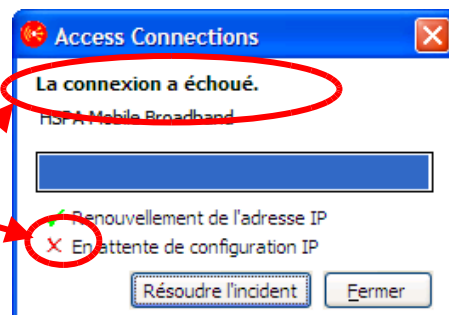 Access Connections
La connexion a échoué.
HSPA Mobile Broadband
Renouvellement de l'adresse IP
En attente de configuration IP
Résoudre l'incident
Fermer